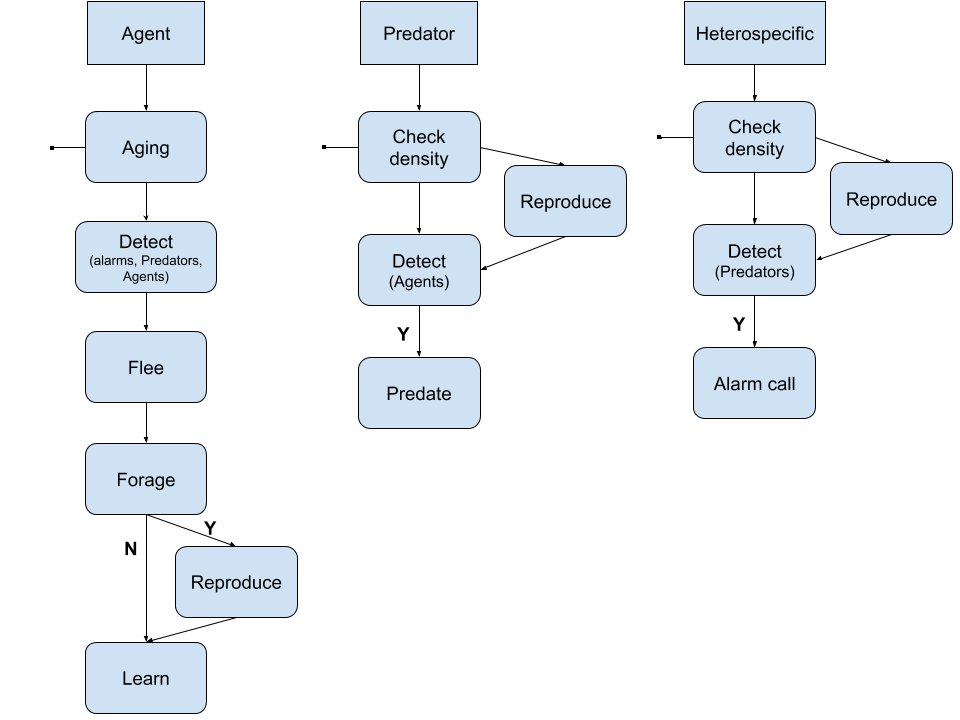 Agent
Aging
Detect
(alarms, Predators,
Agents)
Flee
Forage
Y
N
Reproduce
Learn
Predator
Check
density
Reproduce
Detect
(Agents)
Y
Predate
Heterospecific
Check
density
Reproduce
Detect
(Predators)
Y
Alarm call